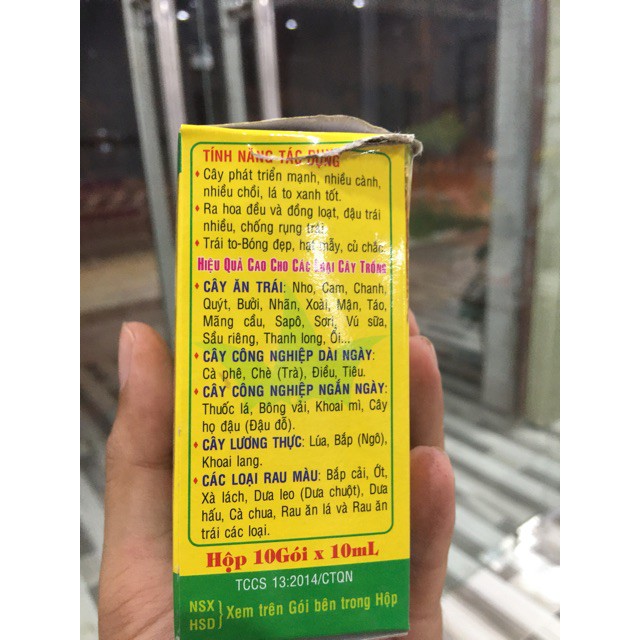 TÍNH NĂNG TÁC DỤNG
• Cây phát triển mạnh, nhiều cành,
nhiều chồi, lá to xanh tốt.
• Ra hoa đều và đồng loạt, đậu trái
nhiều, chống rụng trái.
• Trái to-Bóng đẹp, hạt mẫy, củ chắc.
HIỆU QUẢ CAO CHO CÁC LOẠI CÂY TRỒNG
• CÂY ĂN TRÁI: Nho, Cam, Chanh,
Quýt, Bưởi, Nhãn, Xoài, Mận, Táo,
Mãng cầu, Sapô, Sơri, Vú sữa,
Sầu riêng, Thanh long, Ổi...
• CÂY CÔNG NGHIỆP DÀI NGÀY:
Cà phê, Chè (Trà), Điều, Tiêu.
• CÂY CÔNG NGHIỆP NGẮN NGÀY:
Thuốc lá, Bông vải, Khoai mì, Cây
họ đậu (Đậu đỗ).
• CÂY LƯƠNG THỰC: Lúa, Bắp (Ngô),
Khoai lang.
• CÁC LOẠI RAU MÀU: Bắp cải, Ớt,
Xà lách, Dưa leo (Dưa chuột), Dưa
hấu, Cà chua, Rau ăn lá và Rau ăn
trái các loại.
Hộp 10Gói x 10mL
TCCS 13:2014/CTQN
NSX
HSD } Xem trên Gói bên trong Hộp